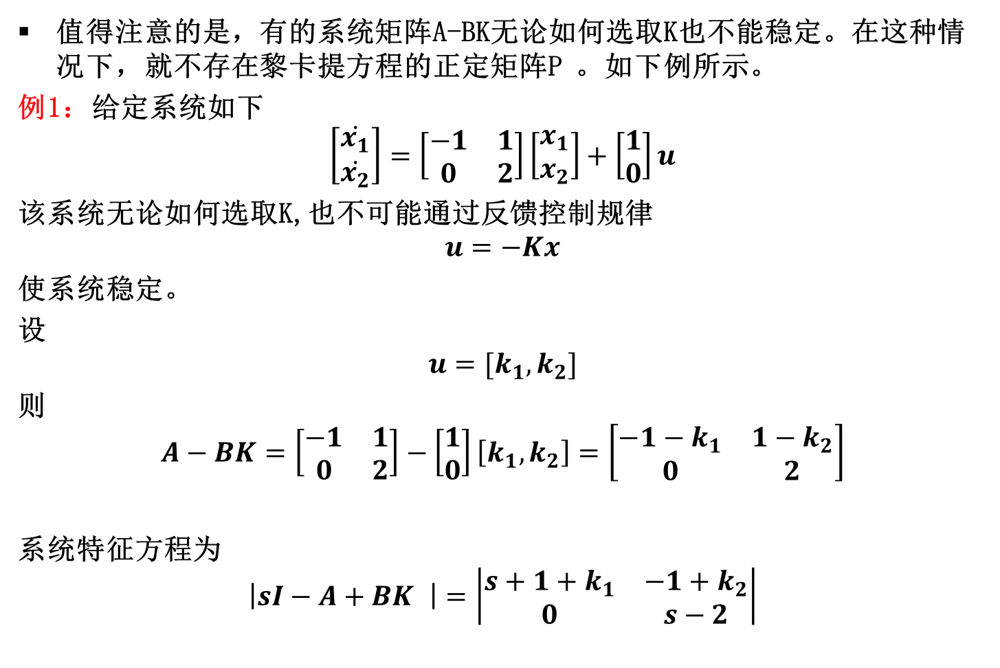 ▪ 值得注意的是，有的系统矩阵A-BK无论如何选取K也不能稳定。在这种情
况下，就不存在黎卡提方程的正定矩阵P 。如下例所示。
例1：给定系统如下
$$\begin{bmatrix} \dot{x_1} \\ \dot{x_2} \end{bmatrix} = \begin{bmatrix} -1 & 1 \\ 0 & 2 \end{bmatrix} \begin{bmatrix} x_1 \\ x_2 \end{bmatrix} + \begin{bmatrix} 1 \\ 0 \end{bmatrix} u$$
该系统无论如何选取K,也不可能通过反馈控制规律
$$u = -Kx$$
使系统稳定。
设
$$u = [k_1, k_2]$$
则
$$A - BK = \begin{bmatrix} -1 & 1 \\ 0 & 2 \end{bmatrix} - \begin{bmatrix} 1 \\ 0 \end{bmatrix} [k_1, k_2] = \begin{bmatrix} -1 - k_1 & 1 - k_2 \\ 0 & 2 \end{bmatrix}$$
系统特征方程为
$$|sI - A + BK \ | = \begin{vmatrix} s + 1 + k_1 & -1 + k_2 \\ 0 & s - 2 \end{vmatrix}$$